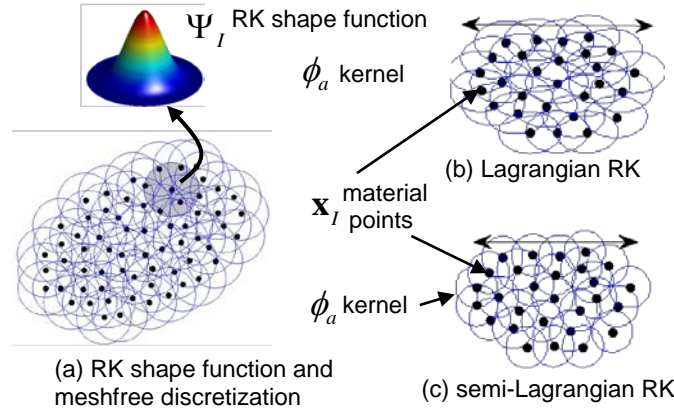 Ψ_I RK shape function
ϕ_a kernel
(b) Lagrangian RK
x_I material points
ϕ_a kernel
(a) RK shape function and
meshfree discretization
(c) semi-Lagrangian RK